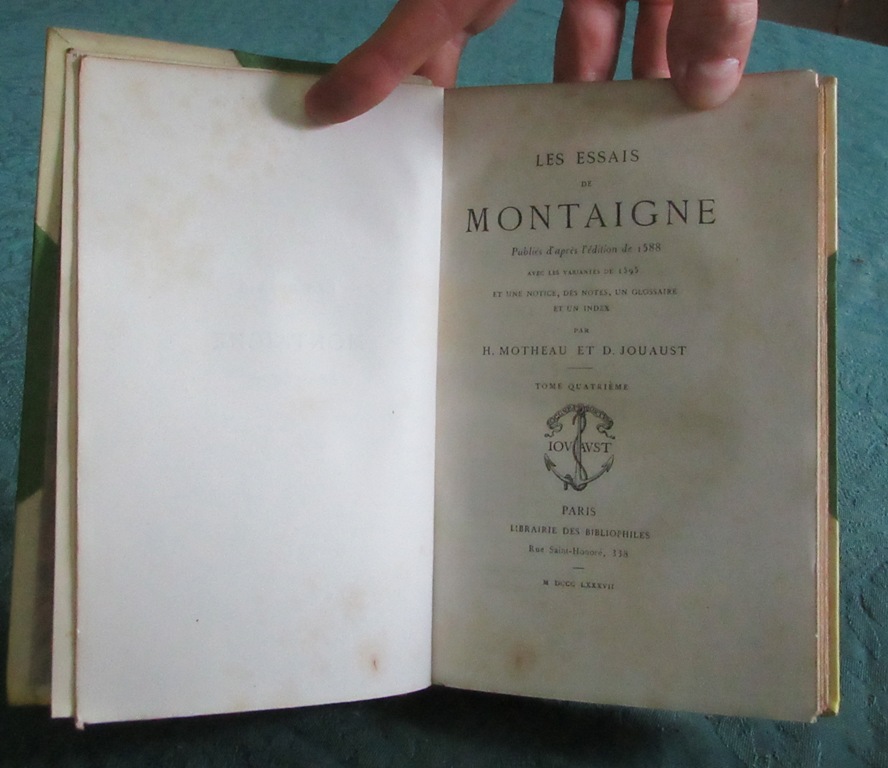 LES ESSAIS
DE
MONTAIGNE
Publiés d'après l'édition de 1588
AVEC LES VARIANTES DE 1595
ET UNE NOTICE, DES NOTES, UN GLOSSAIRE
ET UN INDEX
PAR
H. MOTHEAU ET D. JOUAUST
TOME QUATRIÈME
IOVAVST
PARIS
LIBRAIRIE DES BIBLIOPHILES
Rue Saint-Honoré, 338
M DCCC LXXXVII